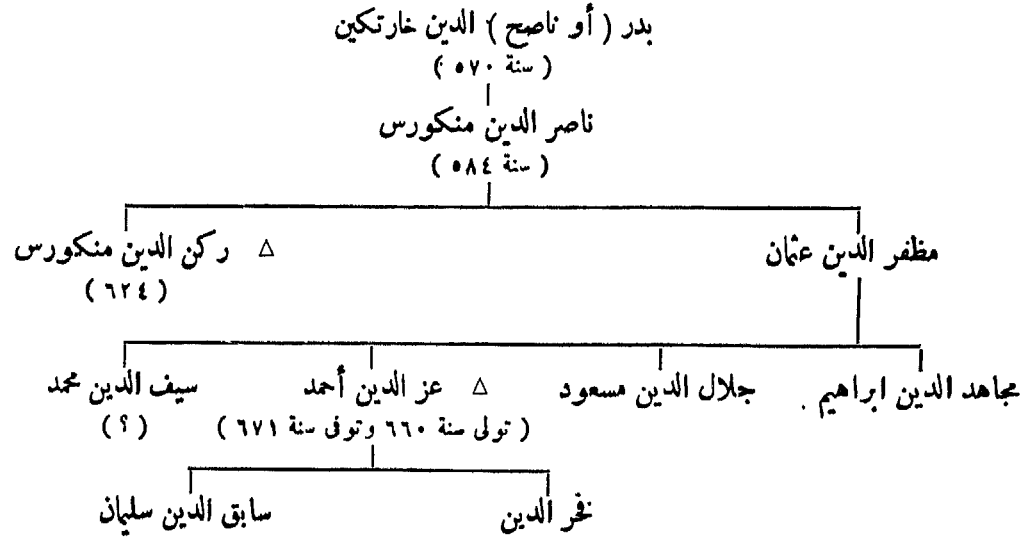 بدر ( أو ناصح ) الدين خارتكين
( سنة ٥٧٠ )
ناصر الدين منكورس
( سنة ٥٨٤ )
مظفر الدين عثمان
△ ركن الدين منكورس
( ٦٢٤ )
مجاهد الدين ابراهيم .
جلال الدين مسعود
△ عز الدين أحمد
سيف الدين محمد
( تولى سنة ٦٦٠ وتوفى سنة ٦٧١ )
( ؟ )
فخر الدين
سابق الدين سليمان